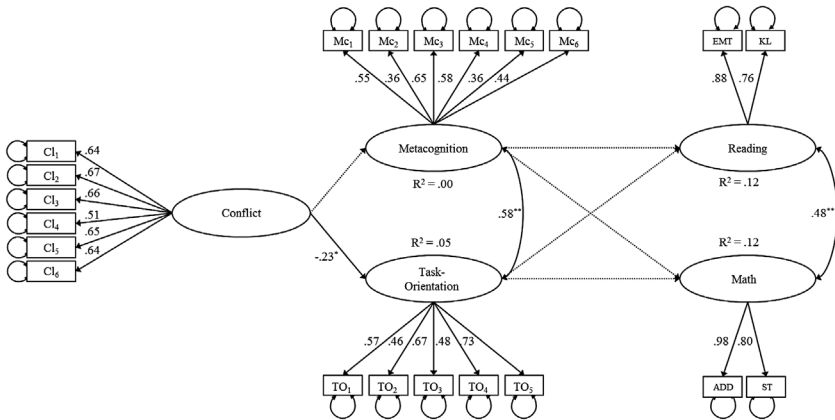 Mc1 Mc2 Mc3 Mc4 Mc5 Mc6
EMT KL
.55 .36 .65 .58 .36 .44
.88 .76
Cl1
Cl2
Cl3
Cl4
Cl5
Cl6
.64
.67
.66
.51
.65
.64
Conflict
Metacognition
R² = .00
Reading
R² = .12
.58**
.48**
-.23*
R² = .05
Task-
Orientation
R² = .12
Math
.57 .46 .67 .48 .73
.98 .80
TO1 TO2 TO3 TO4 TO5
ADD ST